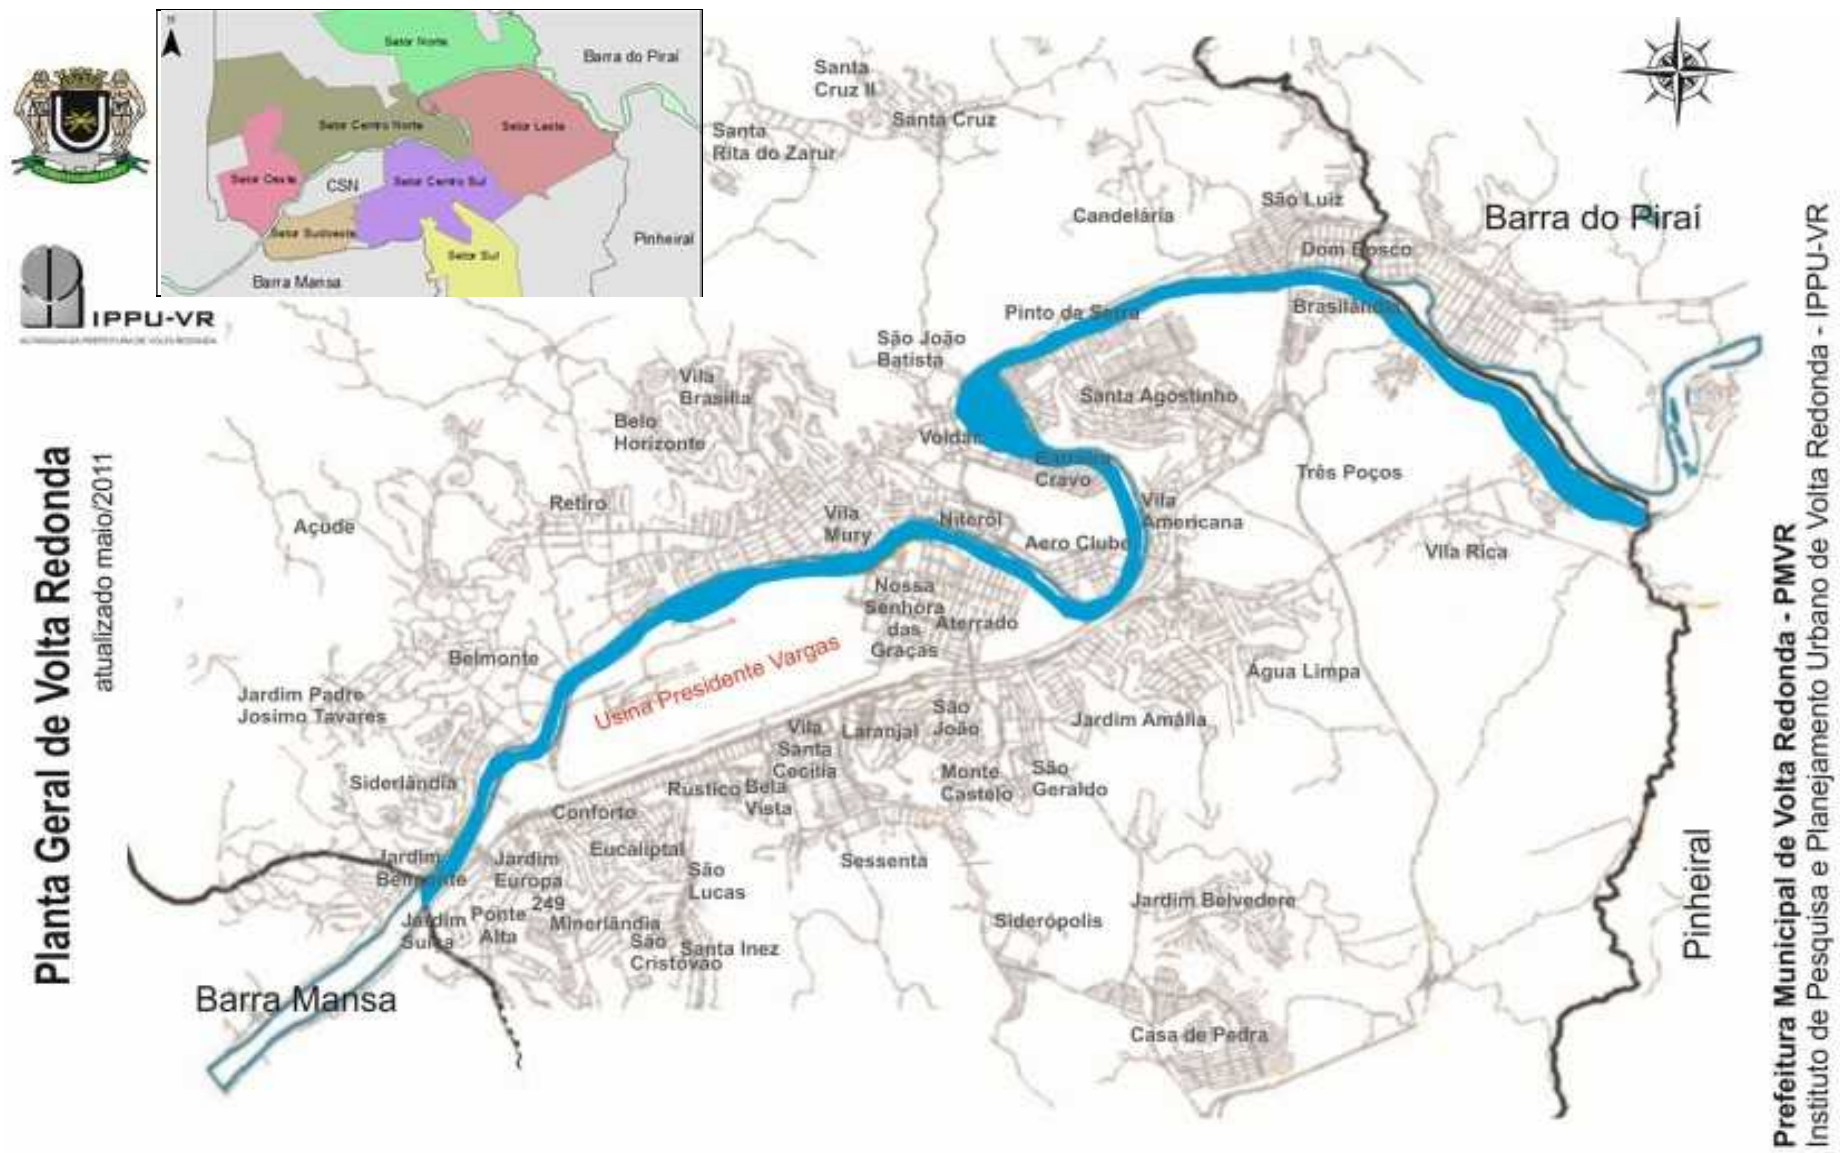 N
Setor Norte
Barra do Piraí
Setor Centro Norte
Setor Leste
Setor Oeste
CSN
Setor Centro Sul
Setor Sudoeste
Setor Sul
Pinheiral
Barra Mansa
IPPU-VR
Planta Geral de Volta Redonda
atualizado maio/2011
Santa
Cruz II
Santa Cruz
Santa
Rita do Zarur
Candelária
São Luiz
Dom Bosco
Barra do Piraí
Pinto da Serra
Brasilândia
São João
Batista
Vila
Brasília
Santa Agostinho
Belo
Horizonte
Voldac
Barreira
Cravo
Três Poços
Retiro
Vila
Americana
Açude
Vila
Mury
Niterói
Aero Clube
Vila Rica
Nossa
Senhora
das
Graças
Aterrado
Belmonte
Usina Presidente Vargas
Água Limpa
Jardim Padre
Josimo Tavares
São
João
Jardim Amália
Vila
Santa
Cecília
Laranjal
Siderlândia
Rústico
Bela
Vista
Monte
Castelo
São
Geraldo
Conforto
Jardim
Belmonte
Jardim
Europa
249
Eucaliptal
São
Lucas
Sessenta
Jardim
Suíça
Ponte
Alta
Minerlândia
São
Cristóvão
Santa Inez
Siderópolis
Jardim Belvedere
Pinheiral
Barra Mansa
Casa de Pedra
Prefeitura Municipal de Volta Redonda - PMVR
Instituto de Pesquisa e Planejamento Urbano de Volta Redonda - IPPU-VR